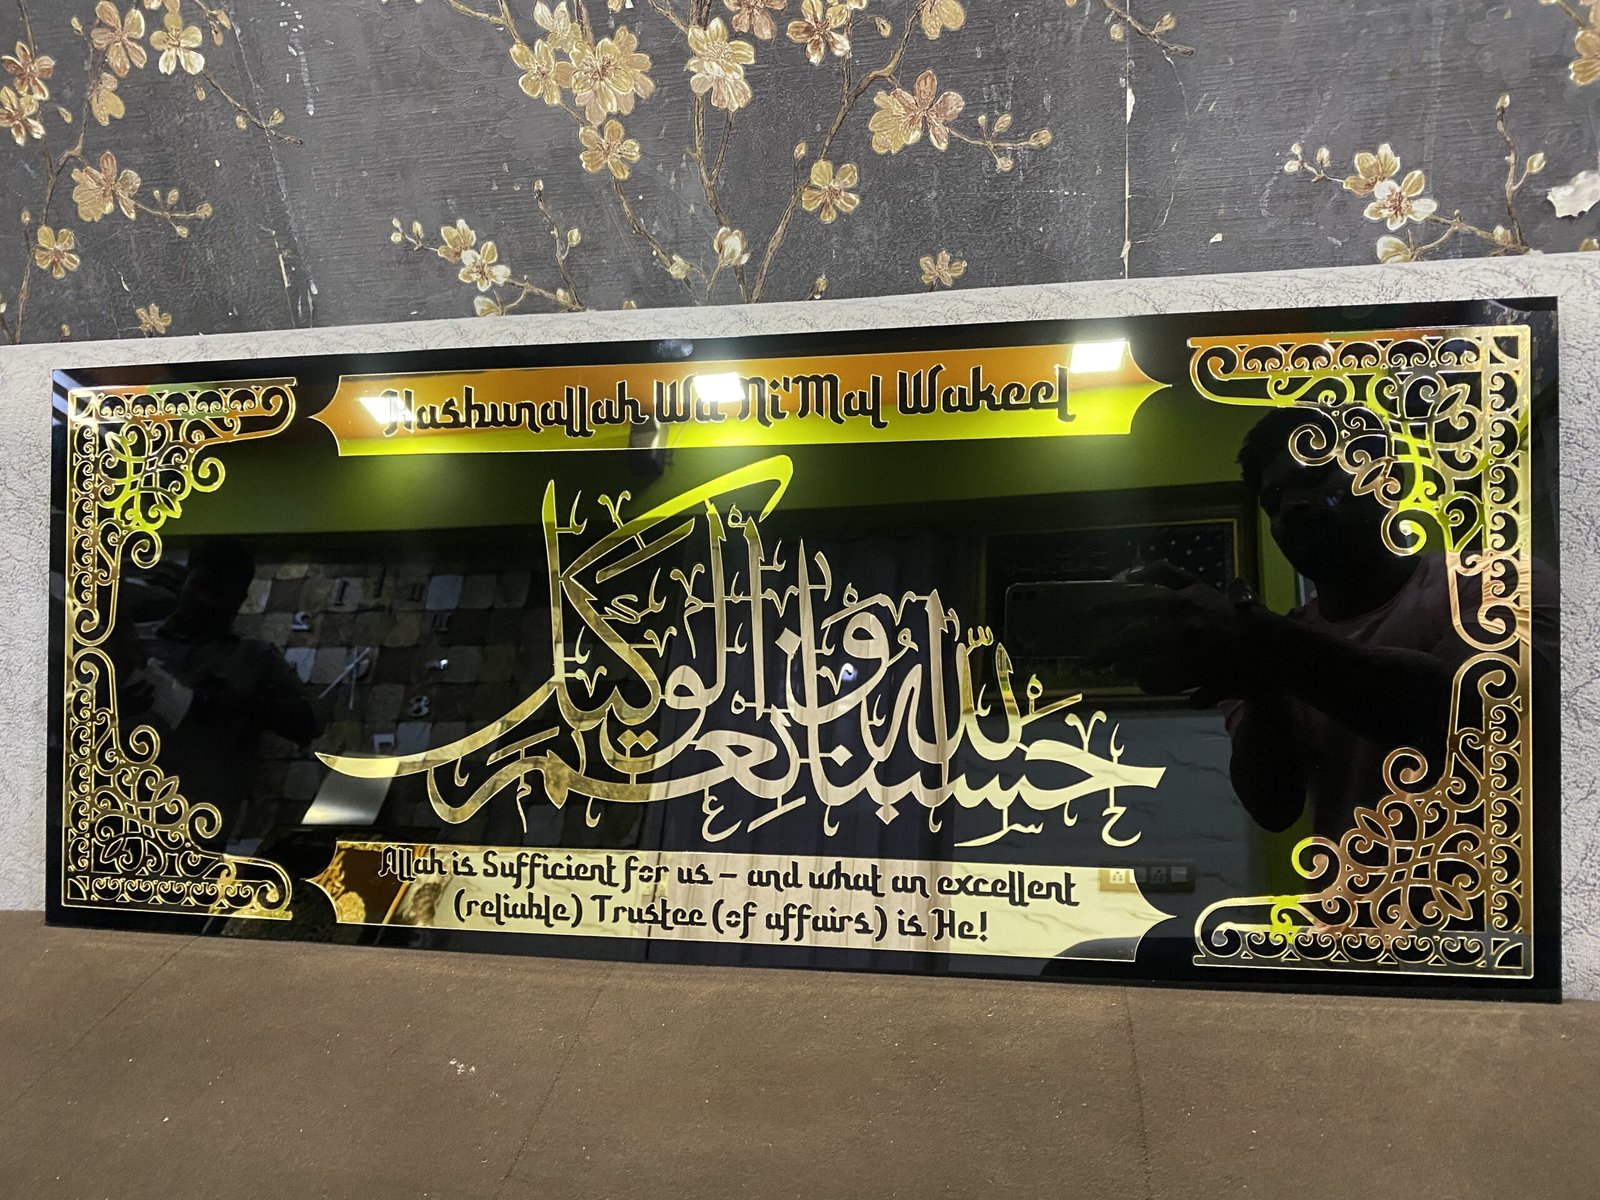 Hasbunallah Wa Ni'Mal Wakeel
حسبنا الله ونعم الوكيل
Allah is Sufficient for us – and what an excellent
(reliable) Trustee (of affairs) is He!